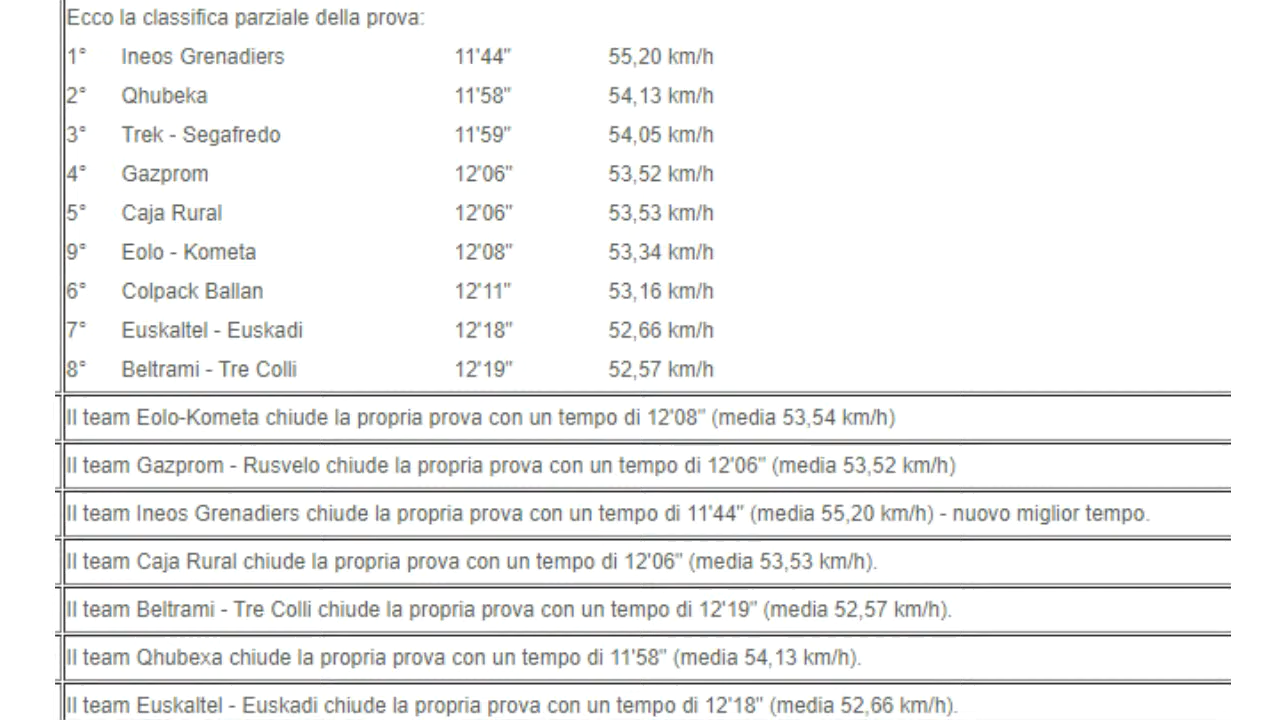 Ecco la classifica parziale della prova:
1° Ineos Grenadiers 11'44" 55,20 km/h
2° Qhubeka 11'58" 54,13 km/h
3° Trek - Segafredo 11'59" 54,05 km/h
4° Gazprom 12'06" 53,52 km/h
5° Caja Rural 12'06" 53,53 km/h
9° Eolo - Kometa 12'08" 53,34 km/h
6° Colpack Ballan 12'11" 53,16 km/h
7° Euskaltel - Euskadi 12'18" 52,66 km/h
8° Beltrami - Tre Colli 12'19" 52,57 km/h
Il team Eolo-Kometa chiude la propria prova con un tempo di 12'08" (media 53,54 km/h)
Il team Gazprom - Rusvelo chiude la propria prova con un tempo di 12'06" (media 53,52 km/h)
Il team Ineos Grenadiers chiude la propria prova con un tempo di 11'44" (media 55,20 km/h) - nuovo miglior tempo.
Il team Caja Rural chiude la propria prova con un tempo di 12'06" (media 53,53 km/h).
Il team Beltrami - Tre Colli chiude la propria prova con un tempo di 12'19" (media 52,57 km/h).
Il team Qhubexa chiude la propria prova con un tempo di 11'58" (media 54,13 km/h).
Il team Euskaltel - Euskadi chiude la propria prova con un tempo di 12'18" (media 52,66 km/h).